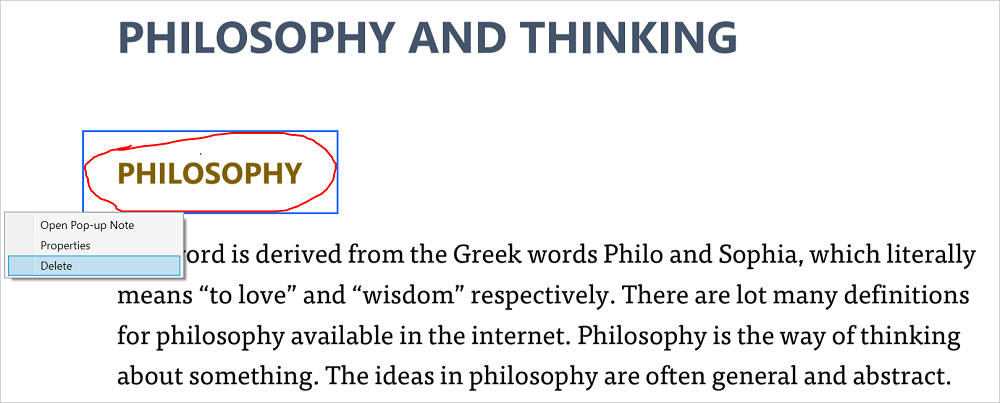 PHILOSOPHY AND THINKING
PHILOSOPHY
Open Pop-up Note
Properties
Delete
word is derived from the Greek words Philo and Sophia, which literally
means “to love” and “wisdom” respectively. There are lot many definitions
for philosophy available in the internet. Philosophy is the way of thinking
about something. The ideas in philosophy are often general and abstract.